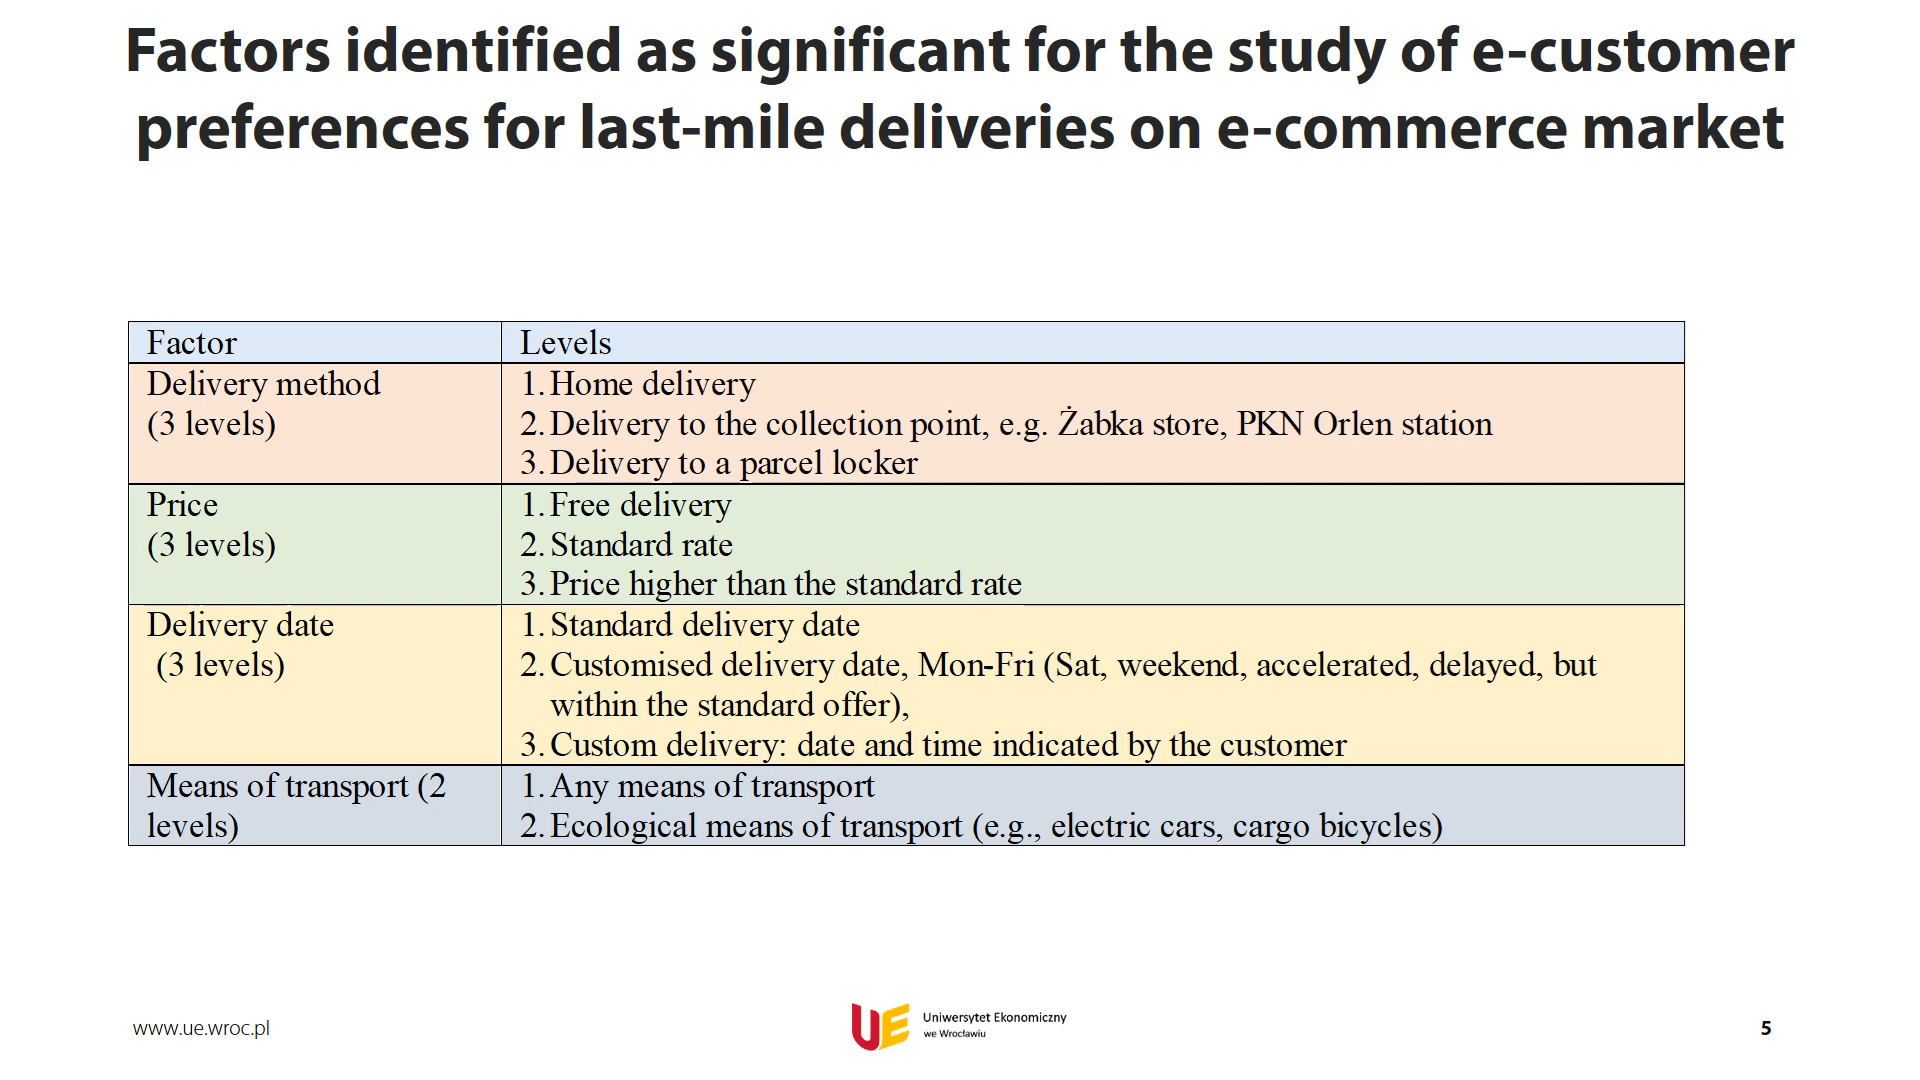 Factors identified as significant for the study of e-customer
preferences for last-mile deliveries on e-commerce market
Factor
Levels
Delivery method
(3 levels)
1. Home delivery
2. Delivery to the collection point, e.g. Żabka store, PKN Orlen station
3. Delivery to a parcel locker
Price
(3 levels)
1. Free delivery
2. Standard rate
3. Price higher than the standard rate
Delivery date
(3 levels)
1. Standard delivery date
2. Customised delivery date, Mon-Fri (Sat, weekend, accelerated, delayed, but
within the standard offer),
3. Custom delivery: date and time indicated by the customer
Means of transport (2
levels)
1. Any means of transport
2. Ecological means of transport (e.g., electric cars, cargo bicycles)
www.ue.wroc.pl
UE
Uniwersytet Ekonomiczny
we Wrocławiu
5